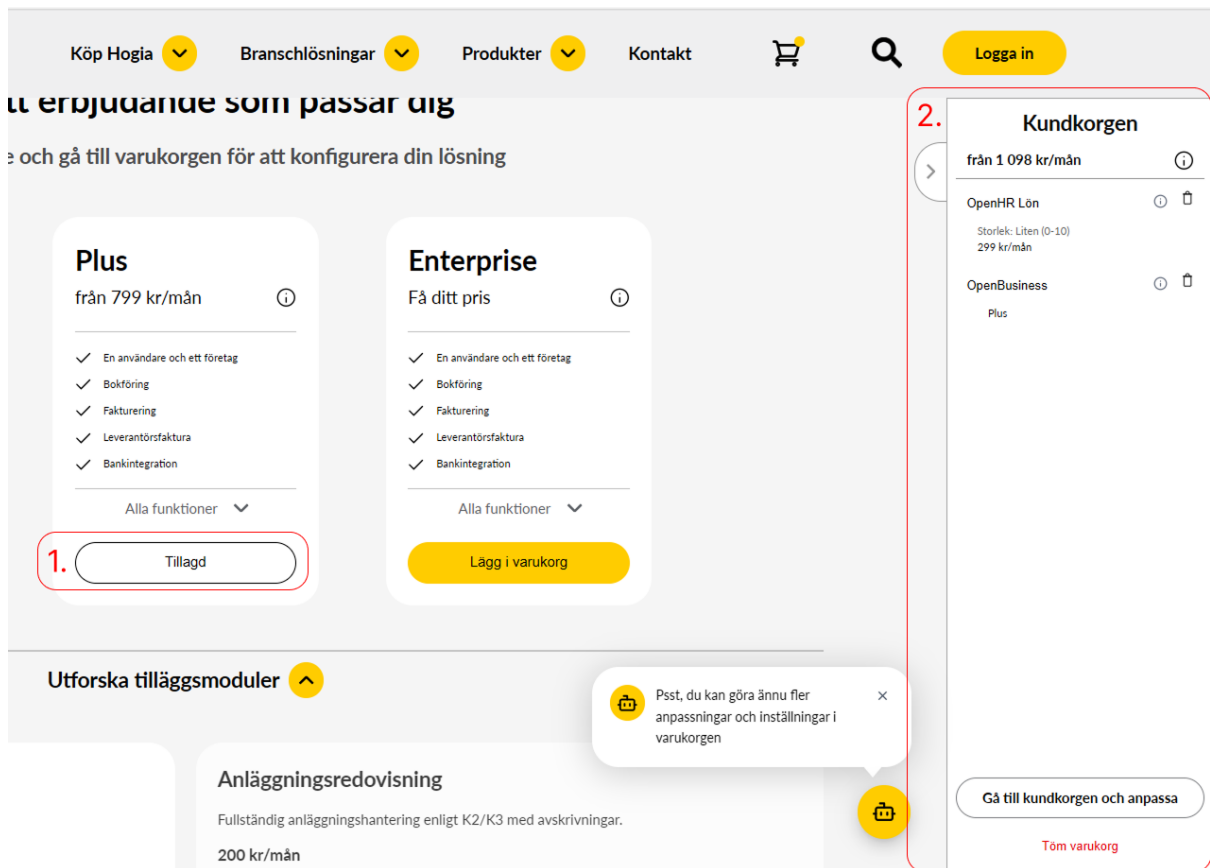 Köp Hogia
Branschlösningar
Produkter
Kontakt
Logga in
tt erbjudande som passar dig
e och gå till varukorgen för att konfigurera din lösning
Plus
från 799 kr/mån
En användare och ett företag
Bokföring
Fakturering
Leverantörsfaktura
Bankintegration
Alla funktioner
1.
Tillagd
Enterprise
Få ditt pris
En användare och ett företag
Bokföring
Fakturering
Leverantörsfaktura
Bankintegration
Alla funktioner
Lägg i varukorg
2.
Kundkorgen
från 1 098 kr/mån
OpenHR Lön
Storlek: Liten (0-10)
299 kr/mån
OpenBusiness
Plus
Gå till kundkorgen och anpassa
Töm varukorg
Utforska tilläggsmoduler
Psst, du kan göra ännu fler
anpassningar och inställningar i
varukorgen
Anläggningsredovisning
Fullständig anläggningshantering enligt K2/K3 med avskrivningar.
200 kr/mån